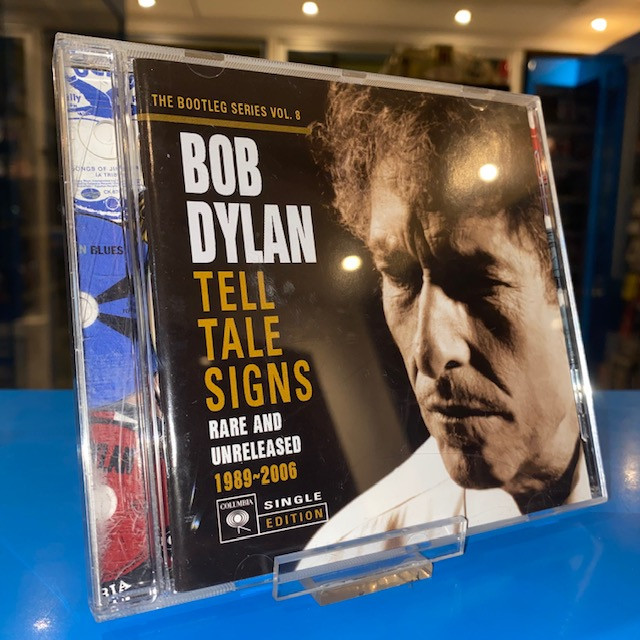 THE BOOTLEG SERIES VOL. 8
BOB
DYLAN
TELL
TALE
SIGNS
RARE AND
UNRELEASED
1989~2006
COLUMBIA
SINGLE
EDITION
BLUES